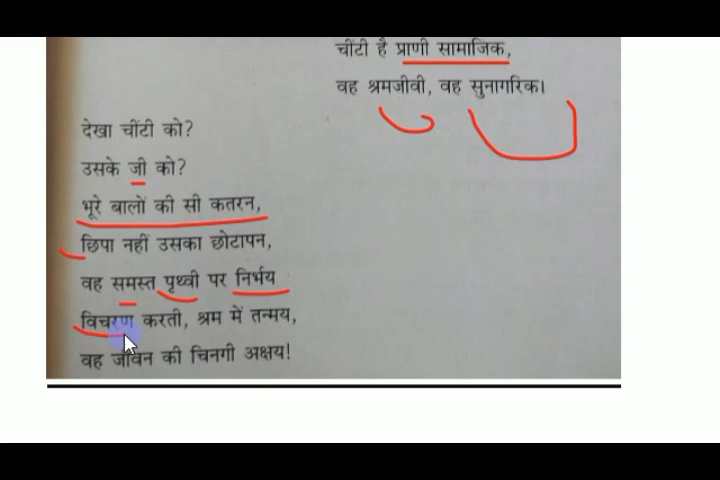 चींटी है प्राणी सामाजिक,
वह श्रमजीवी, वह सुनागरिक।
देखा चींटी को?
उसके जी को?
भूरे बालों की सी कतरन,
छिपा नहीं उसका छोटापन,
वह समस्त पृथ्वी पर निर्भय
विचरण करती, श्रम में तन्मय,
वह जीवन की चिनगी अक्षय!